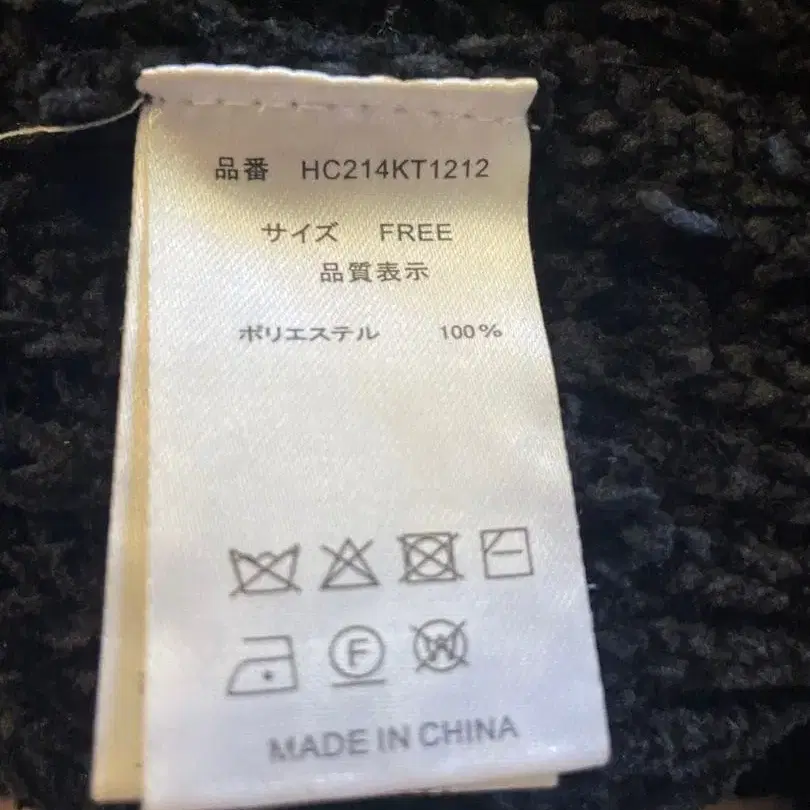 品番 HC214KT1212
サイズ FREE
品質表示
ポリエステル 100%
F W
MADE IN CHINA